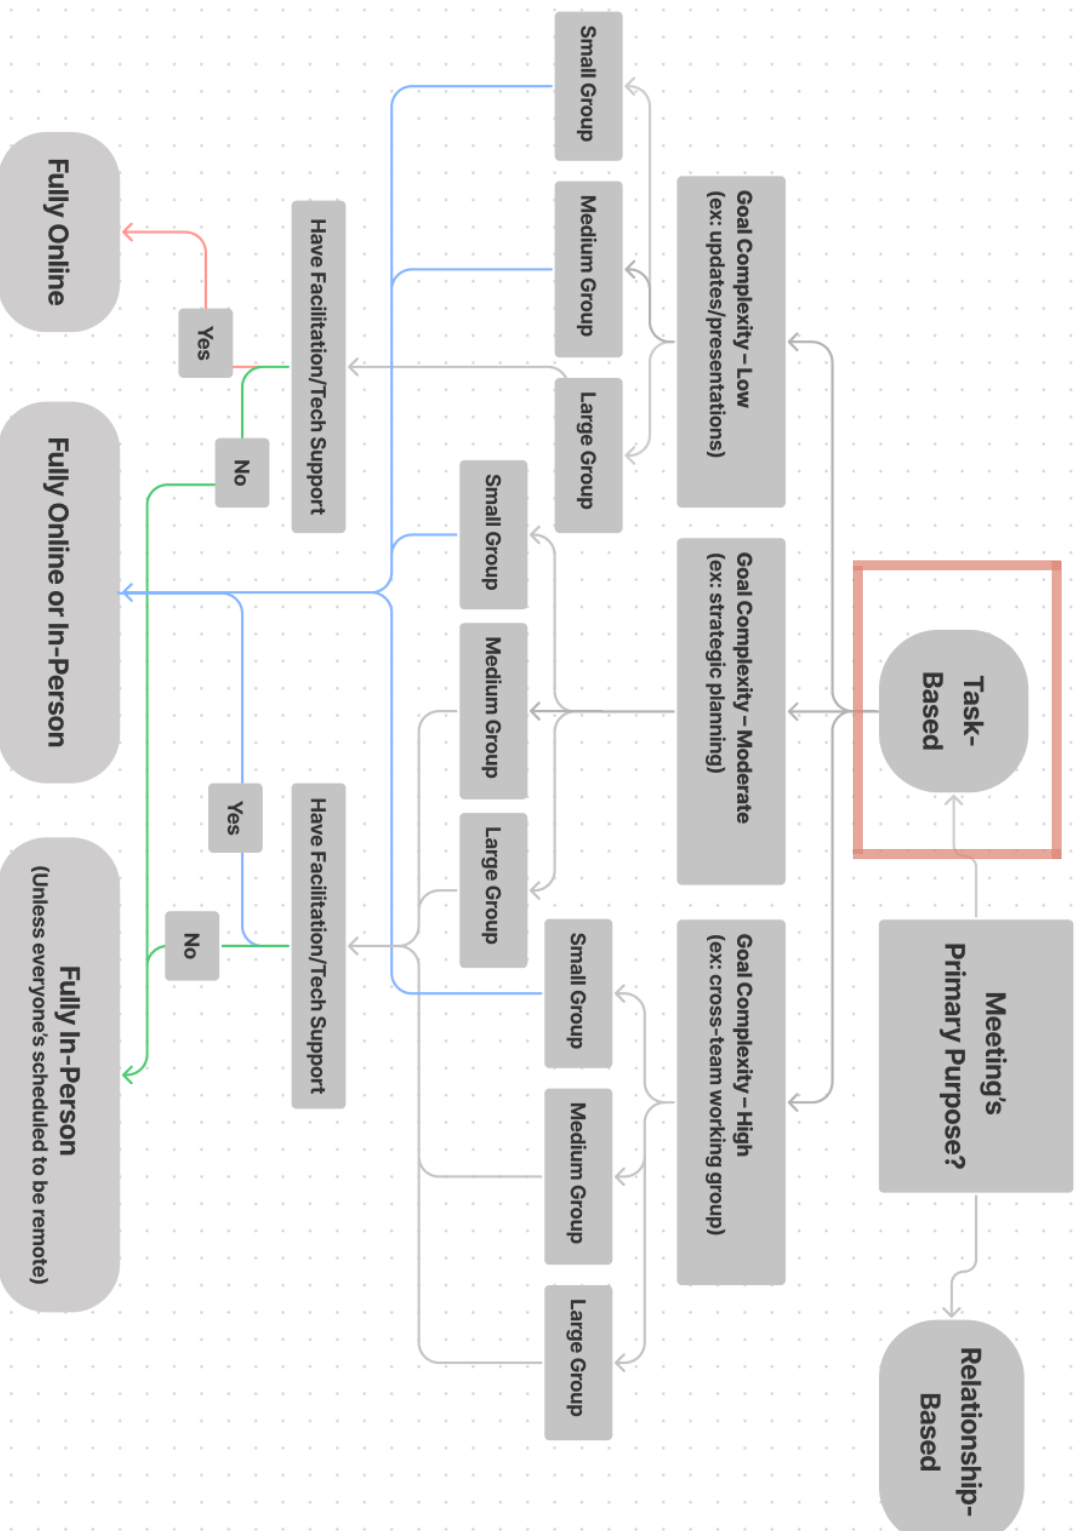 Meeting's
Primary Purpose?
Task-
Based
Relationship-
Based
Goal Complexity – Low
(ex: updates/presentations)
Goal Complexity – Moderate
(ex: strategic planning)
Goal Complexity – High
(ex: cross-team working group)
Small Group
Medium Group
Large Group
Small Group
Medium Group
Large Group
Small Group
Medium Group
Large Group
Have Facilitation/Tech Support
Have Facilitation/Tech Support
Yes
No
Yes
No
Fully Online
Fully Online or In-Person
Fully In-Person
(Unless everyone's scheduled to be remote)